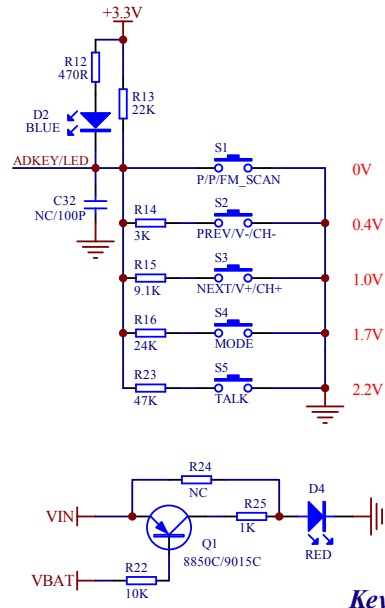 +3.3V
R12
470R
R13
22K
D2
BLUE
ADKEY/LED
S1
P/P/FM_SCAN
0V
C32
NC/100P
R14
3K
S2
PREV/V-/CH-
0.4V
R15
9.1K
S3
NEXT/V+/CH+
1.0V
R16
24K
S4
MODE
1.7V
R23
47K
S5
TALK
2.2V
R24
NC
VIN
R25
1K
D4
RED
Q1
8850C/9015C
VBAT
R22
10K